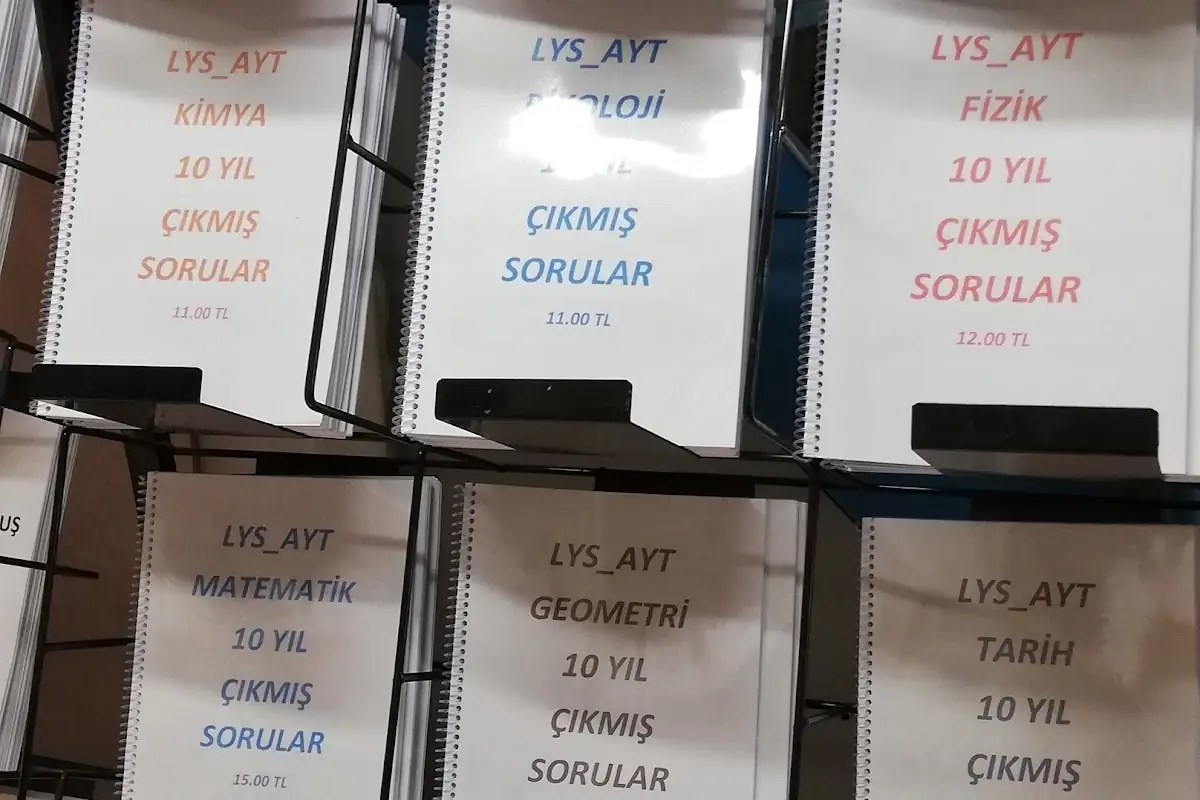 LYS_AYT
KİMYA
10 YIL
ÇIKMIŞ
SORULAR
11.00 TL
LYS_AYT
ÇIKMIŞ
SORULAR
11.00 TL
LYS_AYT
FİZİK
10 YIL
ÇIKMIŞ
SORULAR
12.00 TL
UŞ
LYS_AYT
MATEMATİK
10 YIL
ÇIKMIŞ
SORULAR
15.00 TL
LYS_AYT
GEOMETRİ
10 YIL
ÇIKMIŞ
SORULAR
LYS_AYT
TARİH
10 YIL
ÇIKMIŞ